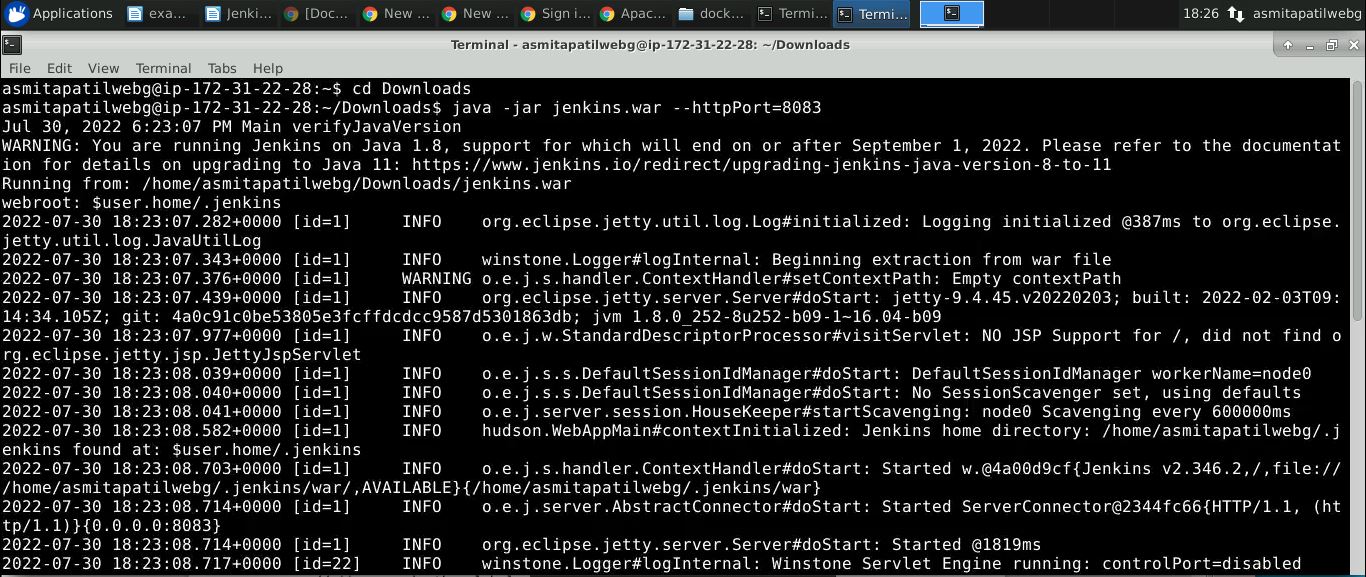 Applications exa... Jenki... [Doc... New ... New ... Sign i... Apac... dock... Termi... Termi... 18:26 asmitapatilwebg
Terminal - asmitapatilwebg@ip-172-31-22-28: ~/Downloads
File Edit View Terminal Tabs Help
asmitapatilwebg@ip-172-31-22-28:~$ cd Downloads
asmitapatilwebg@ip-172-31-22-28:~/Downloads$ java -jar jenkins.war --httpPort=8083
Jul 30, 2022 6:23:07 PM Main verifyJavaVersion
WARNING: You are running Jenkins on Java 1.8, support for which will end on or after September 1, 2022. Please refer to the documentat
ion for details on upgrading to Java 11: https://www.jenkins.io/redirect/upgrading-jenkins-java-version-8-to-11
Running from: /home/asmitapatilwebg/Downloads/jenkins.war
webroot: $user.home/.jenkins
2022-07-30 18:23:07.282+0000 [id=1] INFO org.eclipse.jetty.util.log.Log#initialized: Logging initialized @387ms to org.eclipse.
jetty.util.log.JavaUtilLog
2022-07-30 18:23:07.343+0000 [id=1] INFO winstone.Logger#logInternal: Beginning extraction from war file
2022-07-30 18:23:07.376+0000 [id=1] WARNING o.e.j.s.handler.ContextHandler#setContextPath: Empty contextPath
2022-07-30 18:23:07.439+0000 [id=1] INFO org.eclipse.jetty.server.Server#doStart: jetty-9.4.45.v20220203; built: 2022-02-03T09:
14:34.105Z; git: 4a0c91c0be53805e3fcffdcdcc9587d5301863db; jvm 1.8.0_252-8u252-b09-1~16.04-b09
2022-07-30 18:23:07.977+0000 [id=1] INFO o.e.j.w.StandardDescriptorProcessor#visitServlet: NO JSP Support for /, did not find o
rg.eclipse.jetty.jsp.JettyJspServlet
2022-07-30 18:23:08.039+0000 [id=1] INFO o.e.j.s.s.DefaultSessionIdManager#doStart: DefaultSessionIdManager workerName=node0
2022-07-30 18:23:08.040+0000 [id=1] INFO o.e.j.s.s.DefaultSessionIdManager#doStart: No SessionScavenger set, using defaults
2022-07-30 18:23:08.041+0000 [id=1] INFO o.e.j.server.session.HouseKeeper#startScavenging: node0 Scavenging every 600000ms
2022-07-30 18:23:08.582+0000 [id=1] INFO hudson.WebAppMain#contextInitialized: Jenkins home directory: /home/asmitapatilwebg/.j
enkins found at: $user.home/.jenkins
2022-07-30 18:23:08.703+0000 [id=1] INFO o.e.j.s.handler.ContextHandler#doStart: Started w.@4a00d9cf{Jenkins v2.346.2,/,file://
/home/asmitapatilwebg/.jenkins/war/,AVAILABLE}{/home/asmitapatilwebg/.jenkins/war}
2022-07-30 18:23:08.714+0000 [id=1] INFO o.e.j.server.AbstractConnector#doStart: Started ServerConnector@2344fc66{HTTP/1.1, (ht
tp/1.1)}{0.0.0.0:8083}
2022-07-30 18:23:08.714+0000 [id=1] INFO org.eclipse.jetty.server.Server#doStart: Started @1819ms
2022-07-30 18:23:08.717+0000 [id=22] INFO winstone.Logger#logInternal: Winstone Servlet Engine running: controlPort=disabled